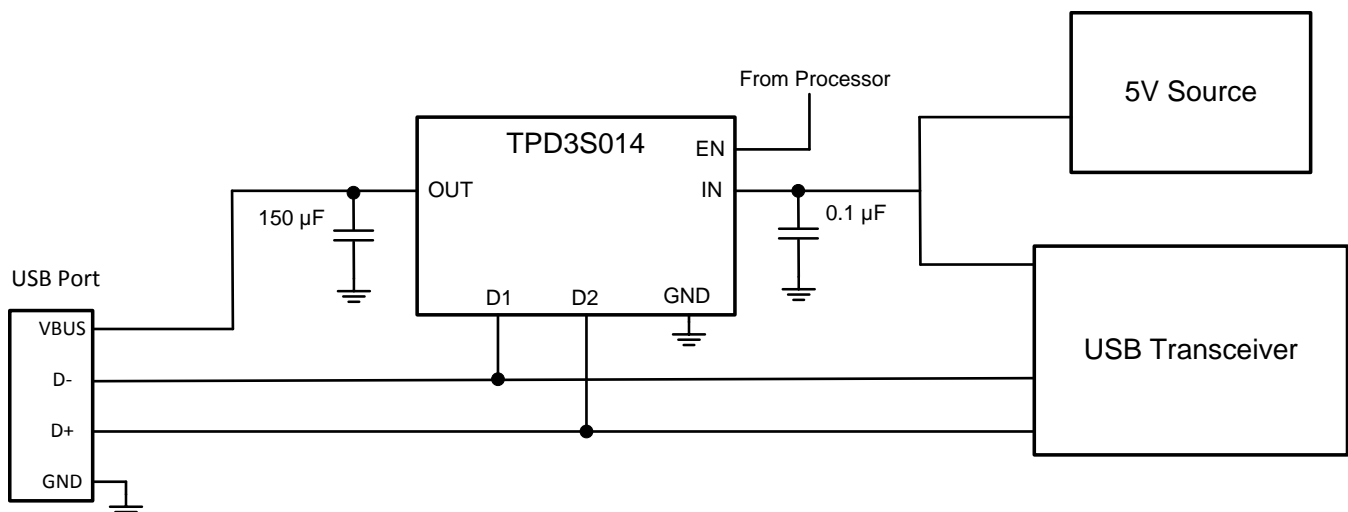 From Processor
5V Source
TPD3S014
EN
OUT
IN
150 µF
0.1 µF
USB Port
D1
D2
GND
VBUS
USB Transceiver
D-
D+
GND